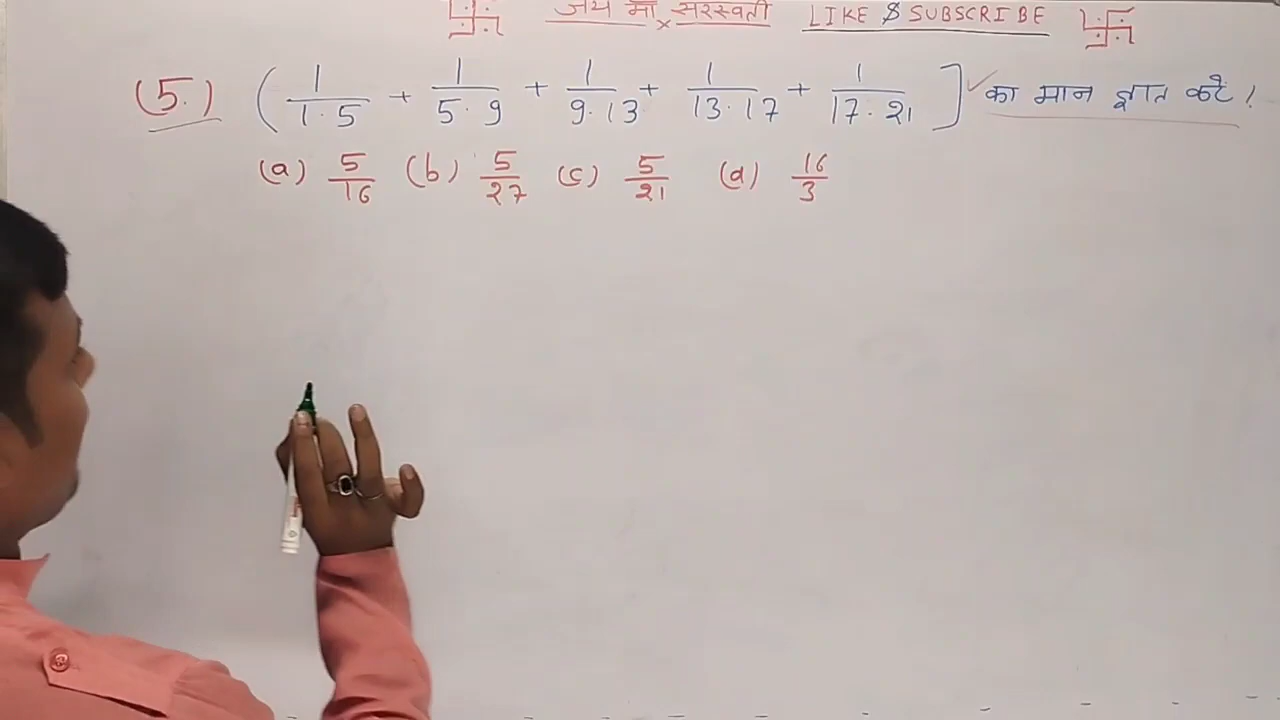 जय माँ सरस्वती LIKE $ SUBSCRIBE
(5.) ( 1/1·5 + 1/5·9 + 1/9·13 + 1/13·17 + 1/17·21 ] का मान ज्ञात करें!
(a) 5/16 (b) 5/27 (c) 5/21 (d) 16/3